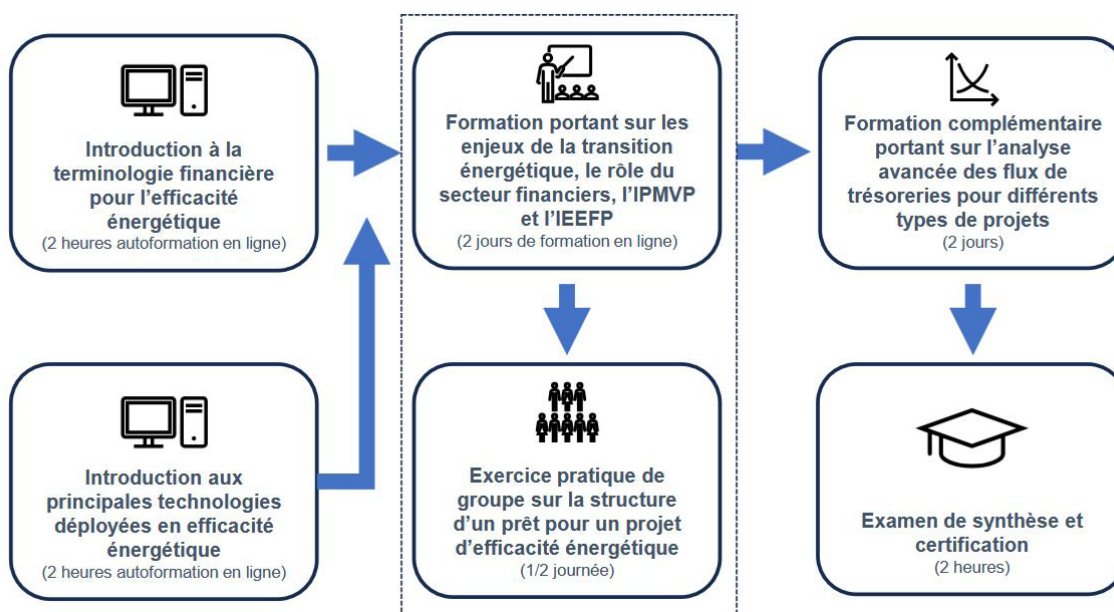 Introduction à la
terminologie financière
pour l'efficacité
énergétique
(2 heures autoformation en ligne)
Introduction aux
principales technologies
déployées en efficacité
énergétique
(2 heures autoformation en ligne)
Formation portant sur les
enjeux de la transition
énergétique, le rôle du
secteur financiers, l'IPMVP
et l'IEEFP
(2 jours de formation en ligne)
Exercice pratique de
groupe sur la structure
d'un prêt pour un projet
d'efficacité énergétique
(1/2 journée)
Formation complémentaire
portant sur l'analyse
avancée des flux de
trésoreries pour différents
types de projets
(2 jours)
Examen de synthèse et
certification
(2 heures)